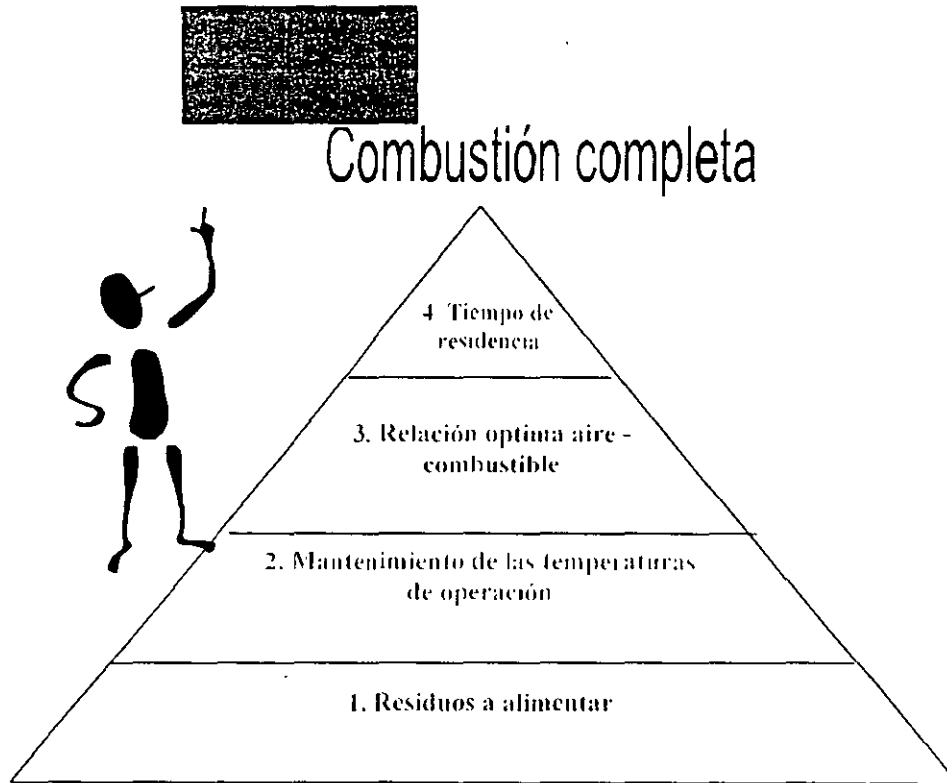 Combustión completa
4 Tiempo de
residencia
3. Relación optima aire -
combustible
2. Mantenimiento de las temperaturas
de operación
1. Residuos a alimentar